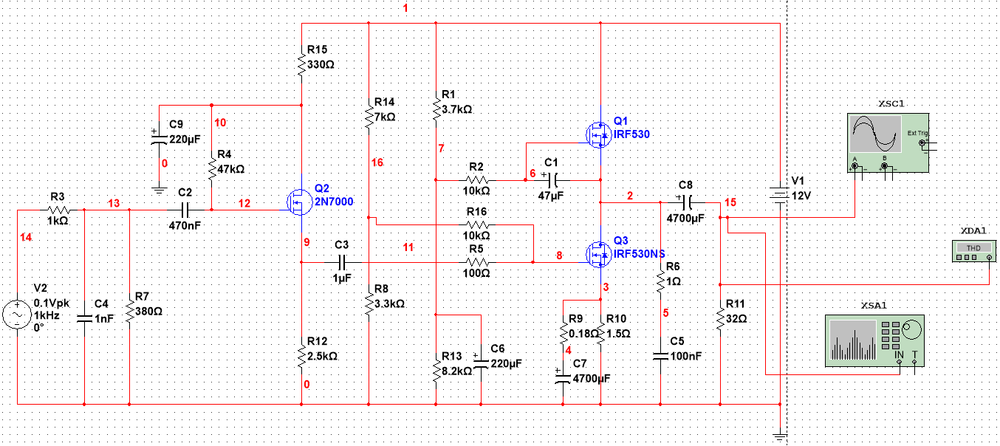 1
R15
330Ω
R14
7kΩ
R1
3.7kΩ
XSC1
Ext Trig
+
-
A
B
+ -
+ -
10
C9
+
220µF
0
R4
47kΩ
16
7
Q1
IRF530
R2
10kΩ
6
C1
+
47µF
V1
12V
R3
1kΩ
13
C2
470nF
12
Q2
2N7000
2
C8
+
4700µF
15
14
9
R16
10kΩ
11
R5
100Ω
8
Q3
IRF530NS
XDA1
THD
C3
1µF
3
R6
1Ω
V2
0.1Vpk
1kHz
0°
C4
1nF
R7
380Ω
R8
3.3kΩ
R9
0.18Ω
R10
1.5Ω
5
R11
32Ω
XSA1
IN T
4
R12
2.5kΩ
0
R13
8.2kΩ
C6
+
220µF
C7
+
4700µF
C5
100nF